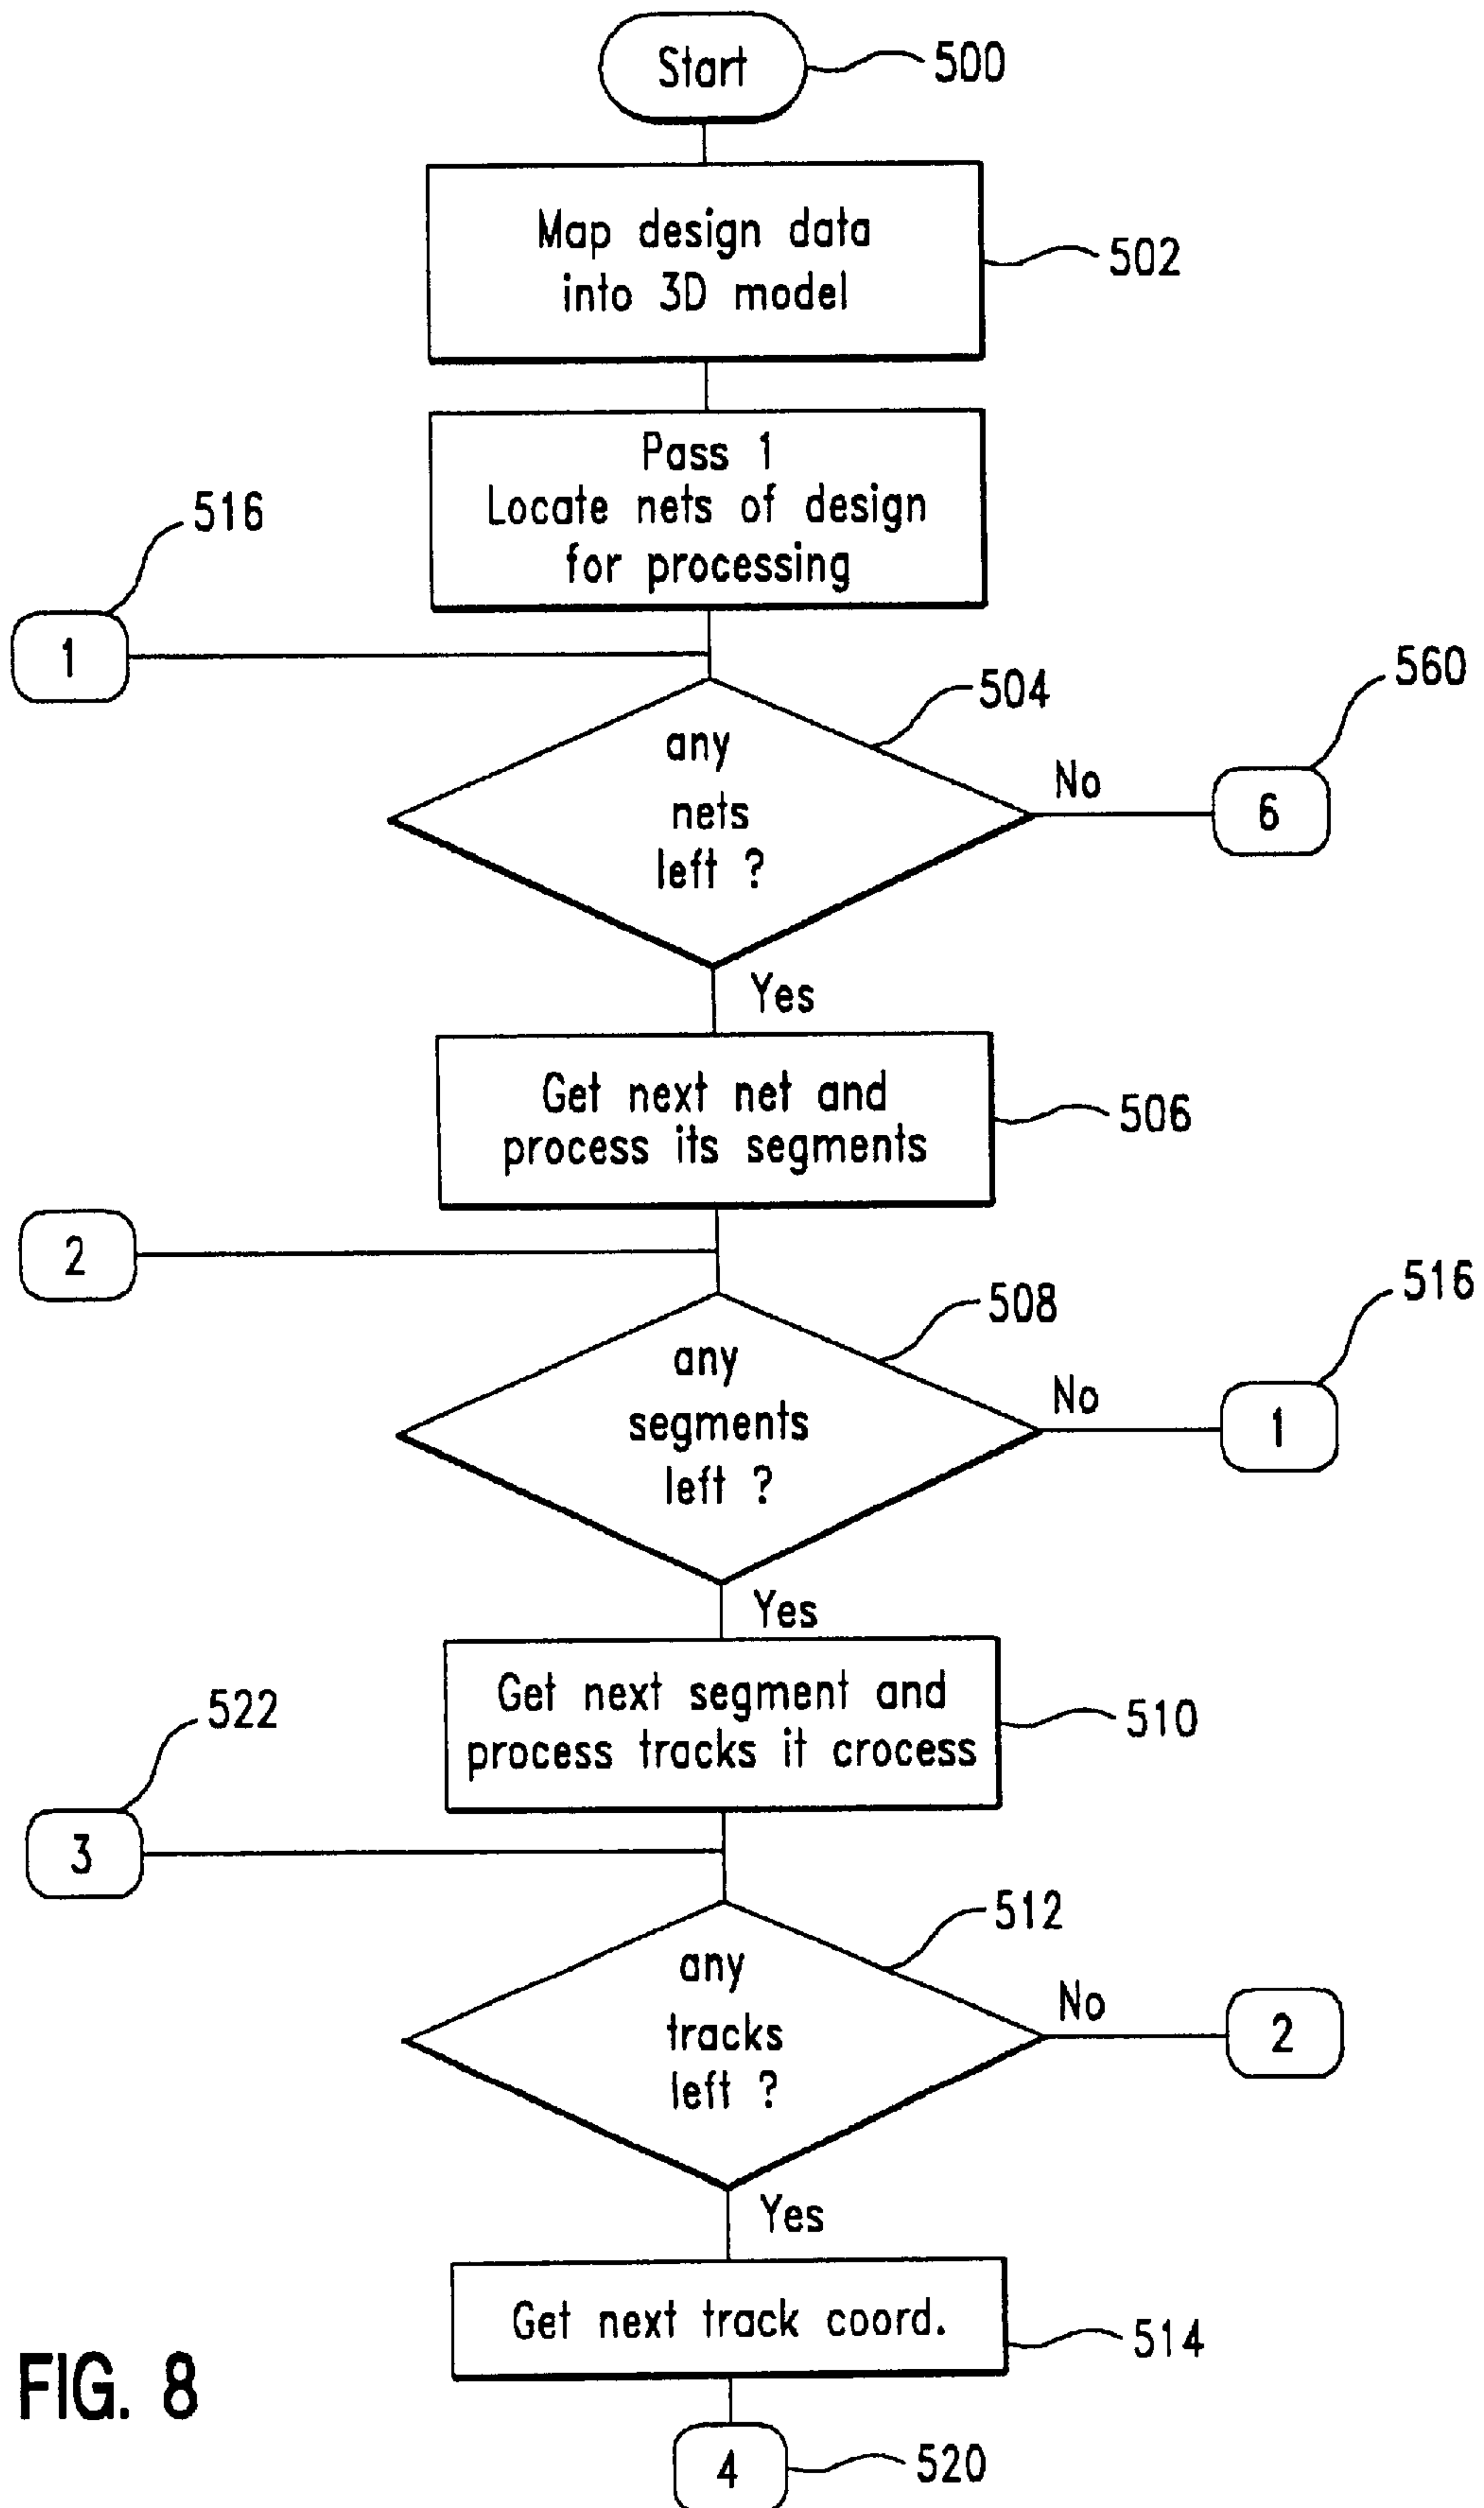 Start
500
Map design data
into 3D model
502
Pass 1
Locate nets of design
for processing
516
1
504
any
nets
left ?
No
560
6
Yes
Get next net and
process its segments
506
2
508
any
segments
left ?
No
516
1
Yes
Get next segment and
process tracks it crocess
510
522
3
512
any
tracks
left ?
No
2
Yes
Get next track coord.
514
4
520
FIG. 8